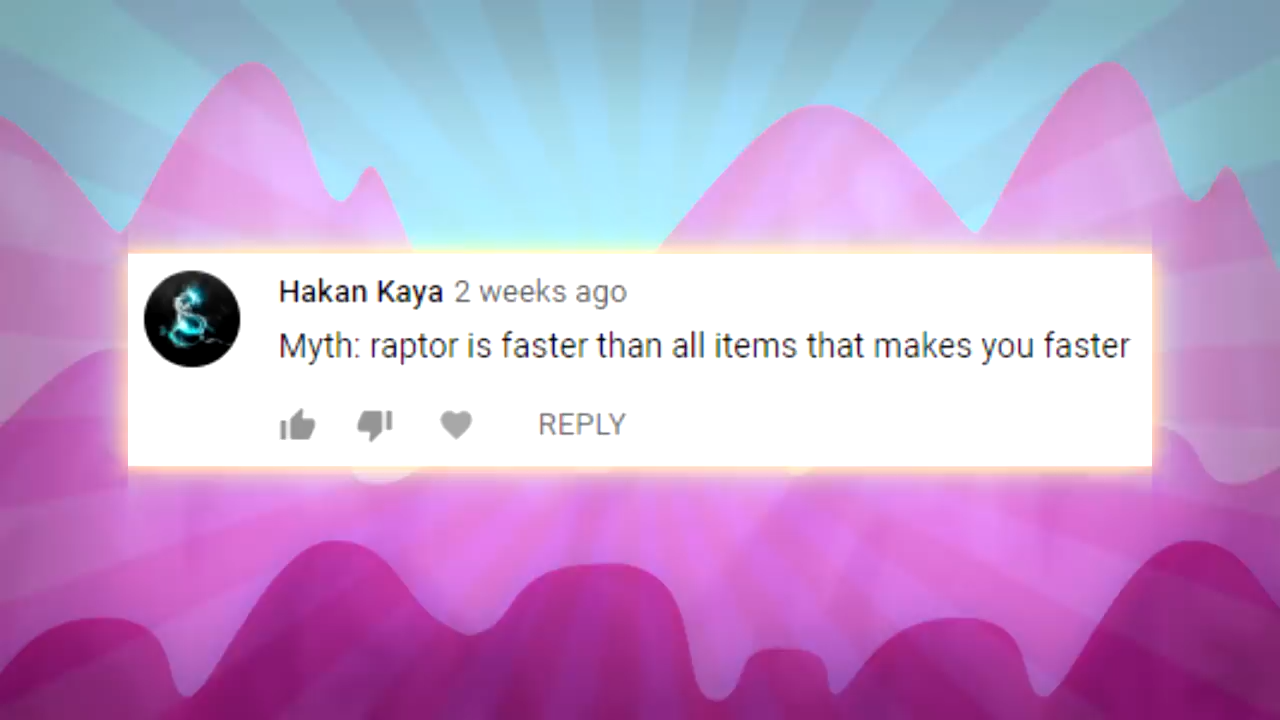 Hakan Kaya 2 weeks ago
Myth: raptor is faster than all items that makes you faster
REPLY